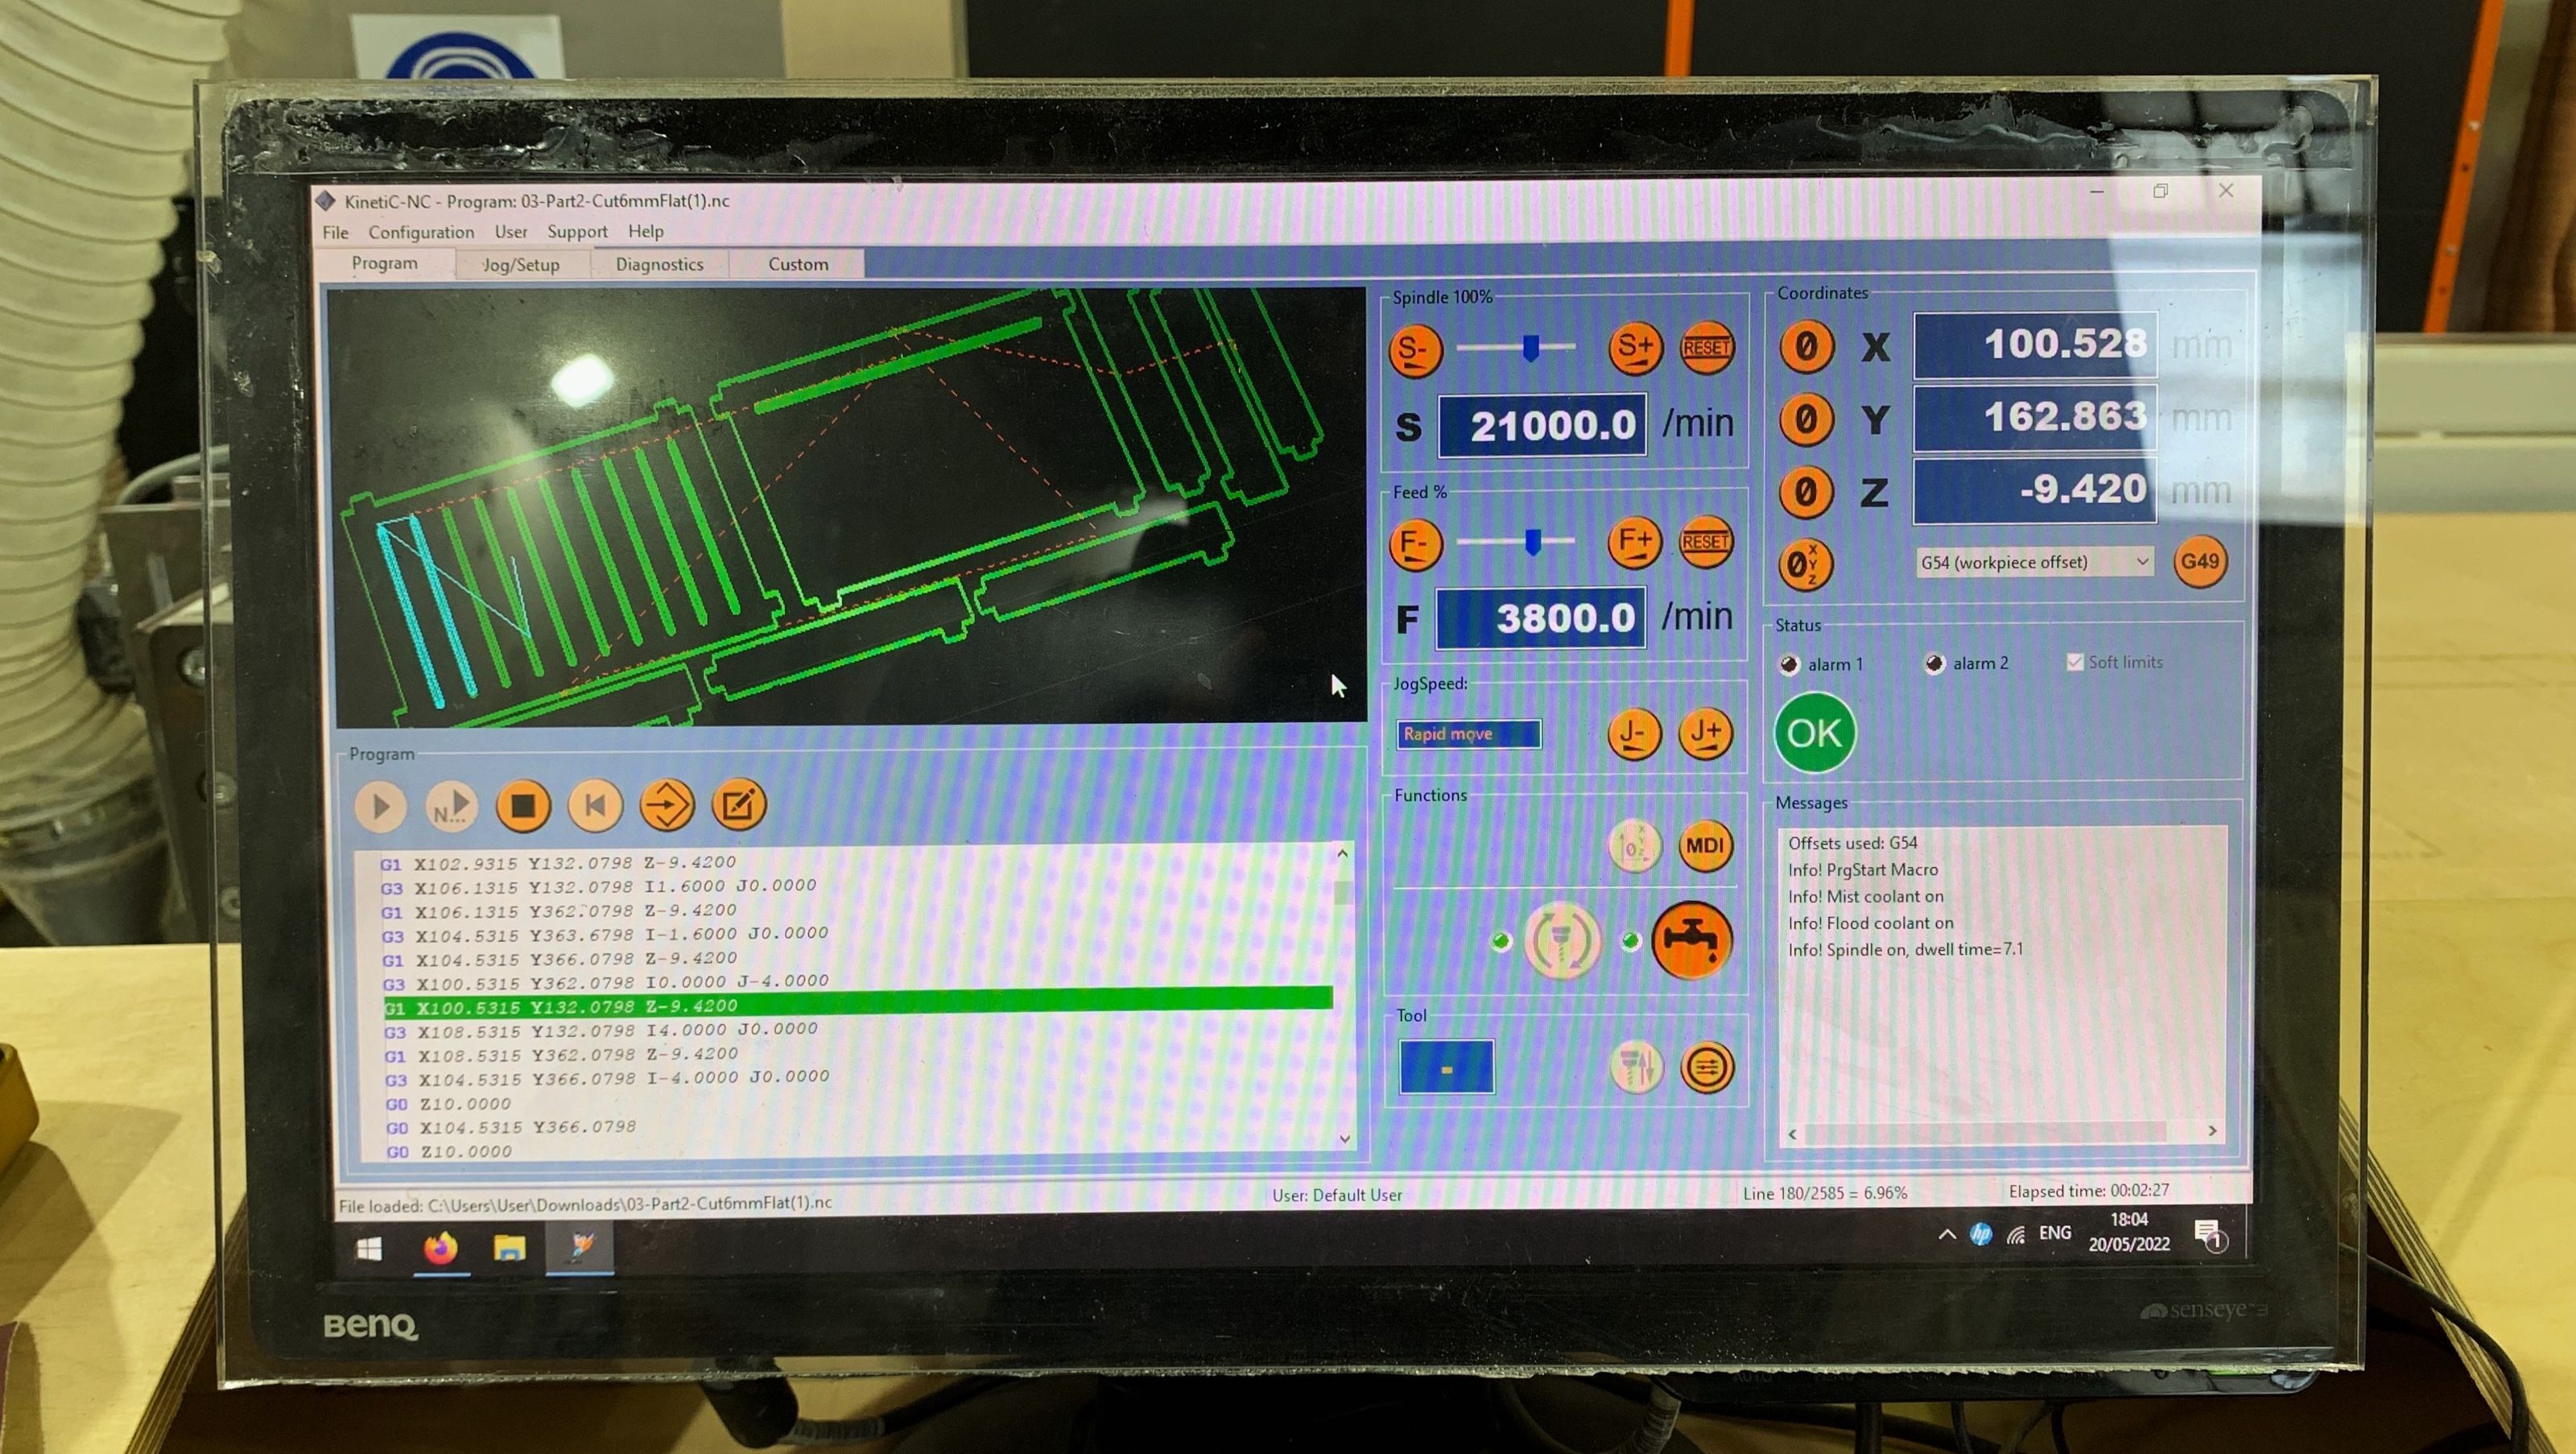 KinetiC-NC - Program: 03-Part2-Cut6mmFlat(1).nc
File Configuration User Support Help
Program Jog/Setup Diagnostics Custom
Spindle 100%
S- S+ RESET
S 21000.0 /min
Feed %
F- F+ RESET
F 3800.0 /min
JogSpeed:
Rapid move J- J+
Functions
MDI
Tool
-
Coordinates
0 X 100.528 mm
0 Y 162.863 mm
0 Z -9.420 mm
0 X Y Z G54 (workpiece offset) G49
Status
alarm 1 alarm 2 Soft limits
OK
Messages
Offsets used: G54
Info! PrgStart Macro
Info! Mist coolant on
Info! Flood coolant on
Info! Spindle on, dwell time=7.1
Program
N...
G1 X102.9315 Y132.0798 Z-9.4200
G3 X106.1315 Y132.0798 I1.6000 J0.0000
G1 X106.1315 Y362.0798 Z-9.4200
G3 X104.5315 Y363.6798 I-1.6000 J0.0000
G1 X104.5315 Y366.0798 Z-9.4200
G3 X100.5315 Y362.0798 I0.0000 J-4.0000
G1 X100.5315 Y132.0798 Z-9.4200
G3 X108.5315 Y132.0798 I4.0000 J0.0000
G1 X108.5315 Y362.0798 Z-9.4200
G3 X104.5315 Y366.0798 I-4.0000 J0.0000
G0 Z10.0000
G0 X104.5315 Y366.0798
G0 Z10.0000
File loaded: C:\Users\User\Downloads\03-Part2-Cut6mmFlat(1).nc User: Default User Line 180/2585 = 6.96% Elapsed time: 00:02:27
hp ENG 18:04
20/05/2022 1
BenQ senseye 3